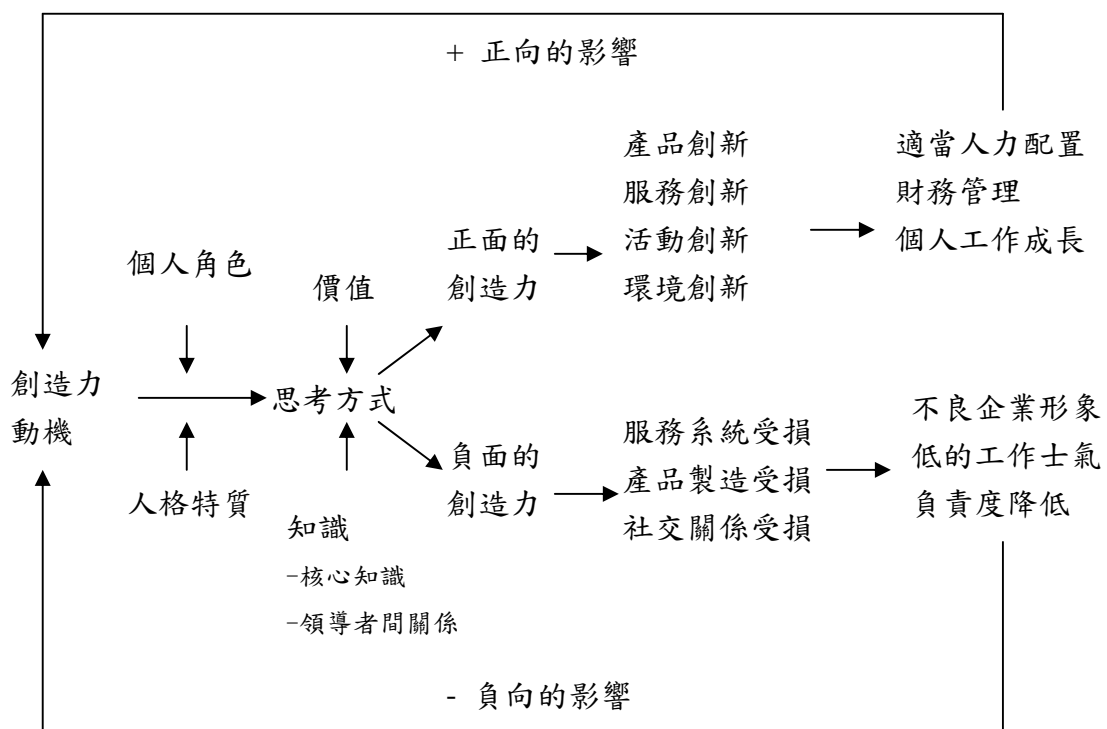 + 正向的影響
產品創新
服務創新
活動創新
環境創新
適當人力配置
財務管理
個人工作成長
個人角色
價值
正面的
創造力
創造力
動機
思考方式
人格特質
知識
-核心知識
-領導者間關係
負面的
創造力
服務系統受損
產品製造受損
社交關係受損
不良企業形象
低的工作士氣
負責度降低
- 負向的影響